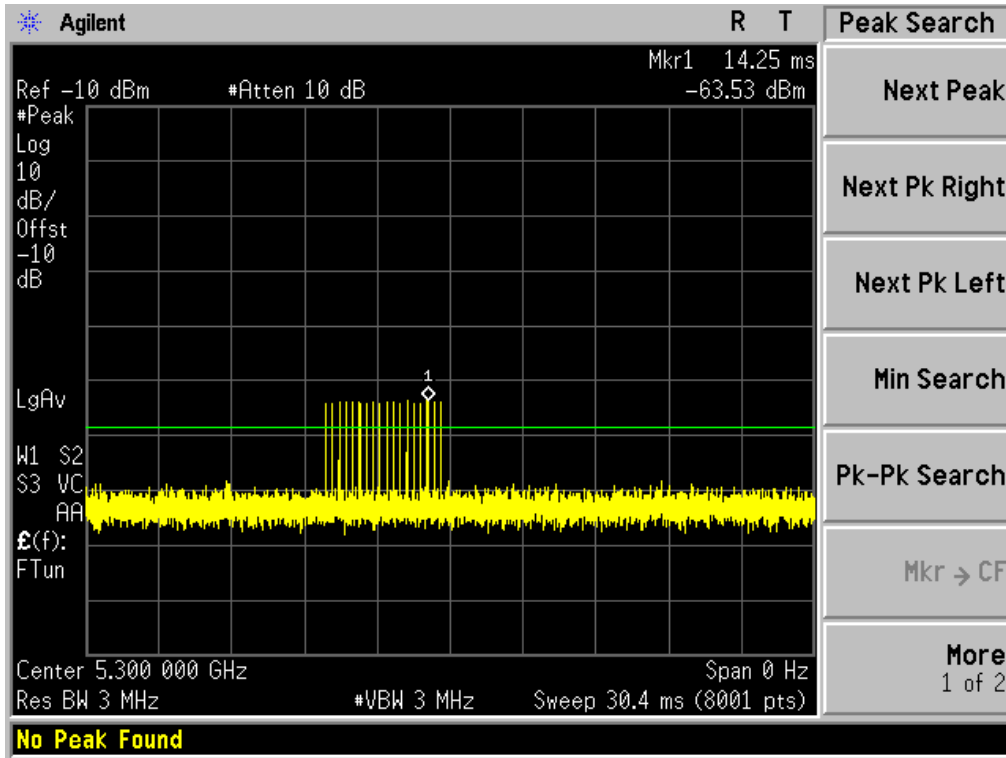 Agilent R T Peak Search
Mkr1 14.25 ms
Ref -10 dBm #Atten 10 dB -63.53 dBm
#Peak
Log
10
dB/
Offst
-10
dB
1
LgAv
W1 S2
S3 VC
AA
£(f):
FTun
Center 5.300 000 GHz Span 0 Hz
Res BW 3 MHz #VBW 3 MHz Sweep 30.4 ms (8001 pts)
No Peak Found
Next Peak
Next Pk Right
Next Pk Left
Min Search
Pk-Pk Search
Mkr → CF
More
1 of 2